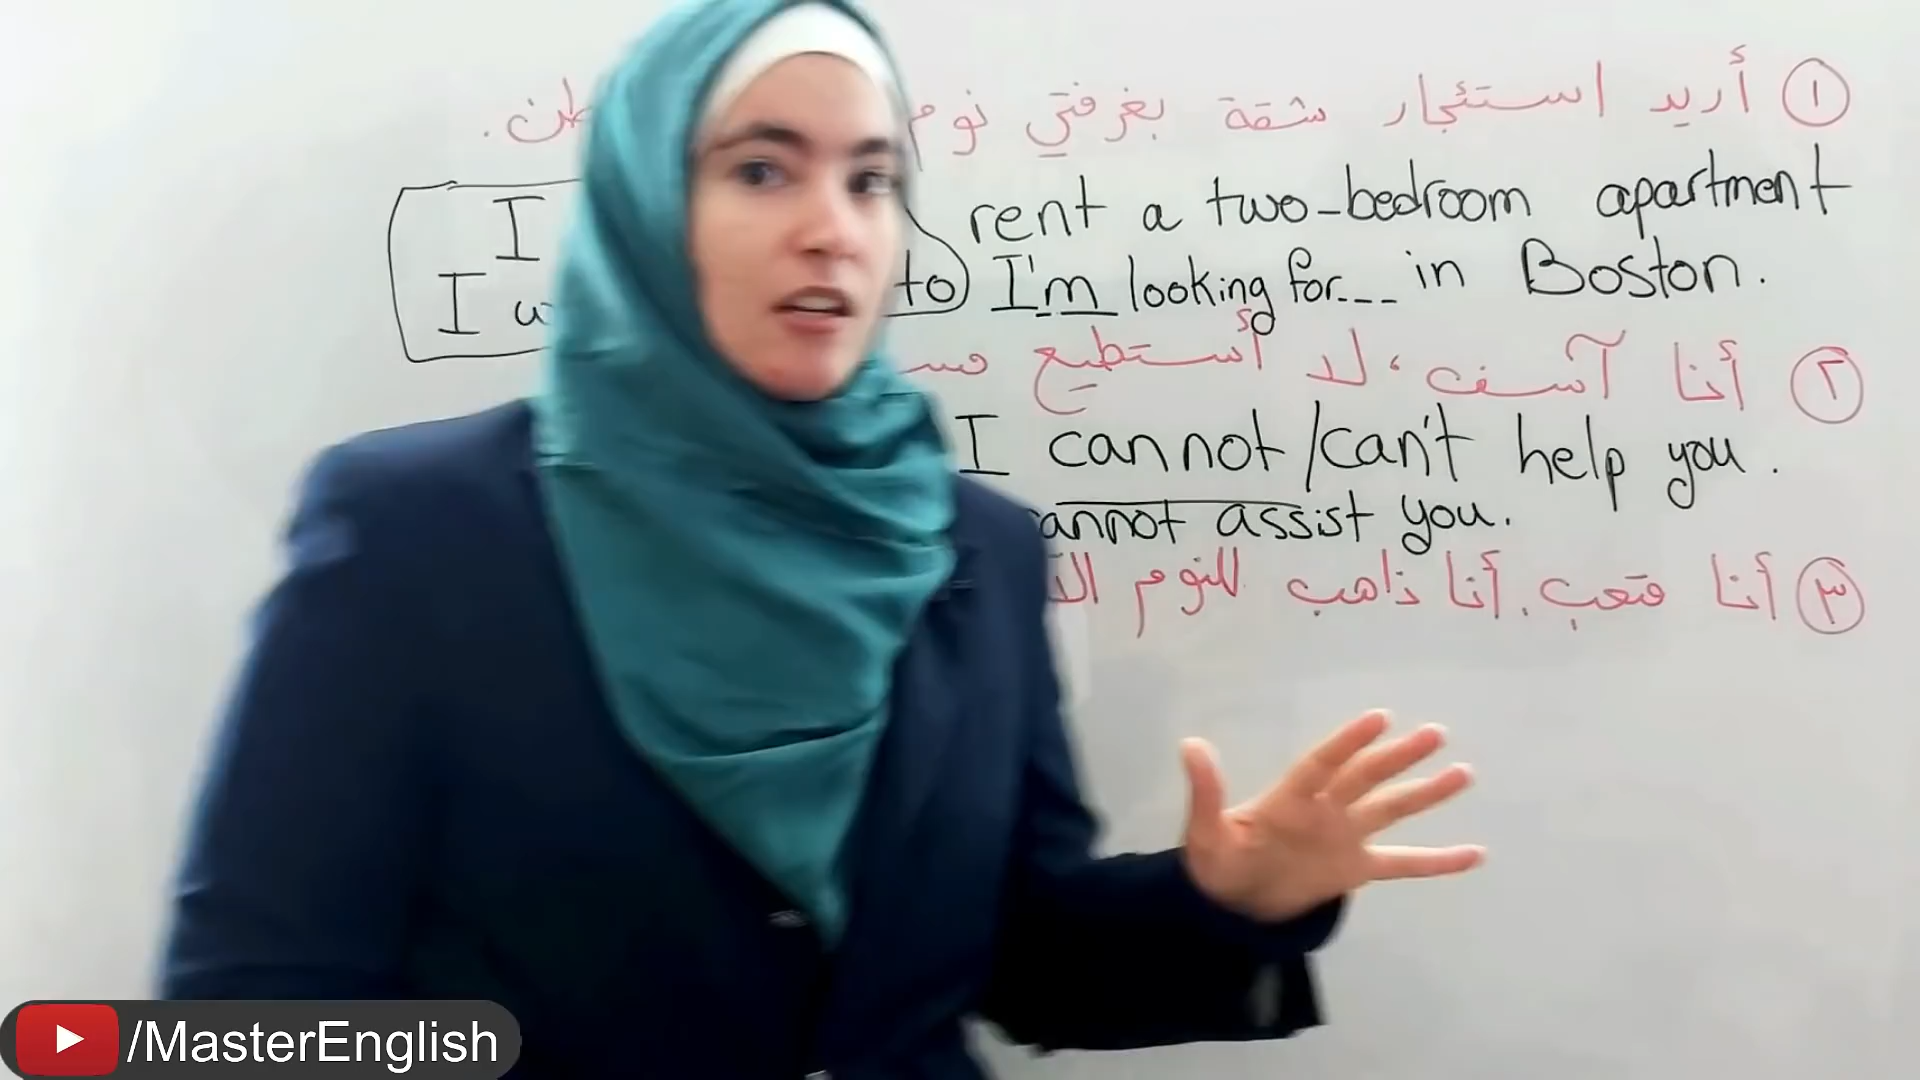 ١ أريد استئجار شقة بغرفتي نوم
I rent a two-bedroom apartment
I to I'm looking for--- in Boston.
٢ أنا آسف، لا أستطيع
I cannot/can't help you.
assist you.
٣ أنا متعب. أنا ذاهب للنوم
/MasterEnglish